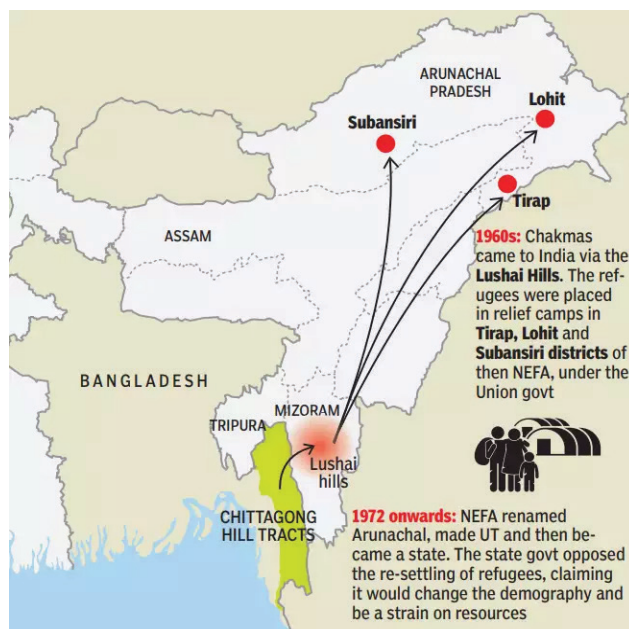 ARUNACHAL
PRADESH
Lohit
Subansiri
Tirap
ASSAM
1960s: Chakmas
came to India via the
Lushai Hills. The ref-
ugees were placed
in relief camps in
Tirap, Lohit and
Subansiri districts of
then NEFA, under the
Union govt
BANGLADESH
MIZORAM
TRIPURA
Lushai
hills
CHITTAGONG
HILL TRACTS
1972 onwards: NEFA renamed
Arunachal, made UT and then be-
came a state. The state govt opposed
the re-settling of refugees, claiming
it would change the demography and
be a strain on resources